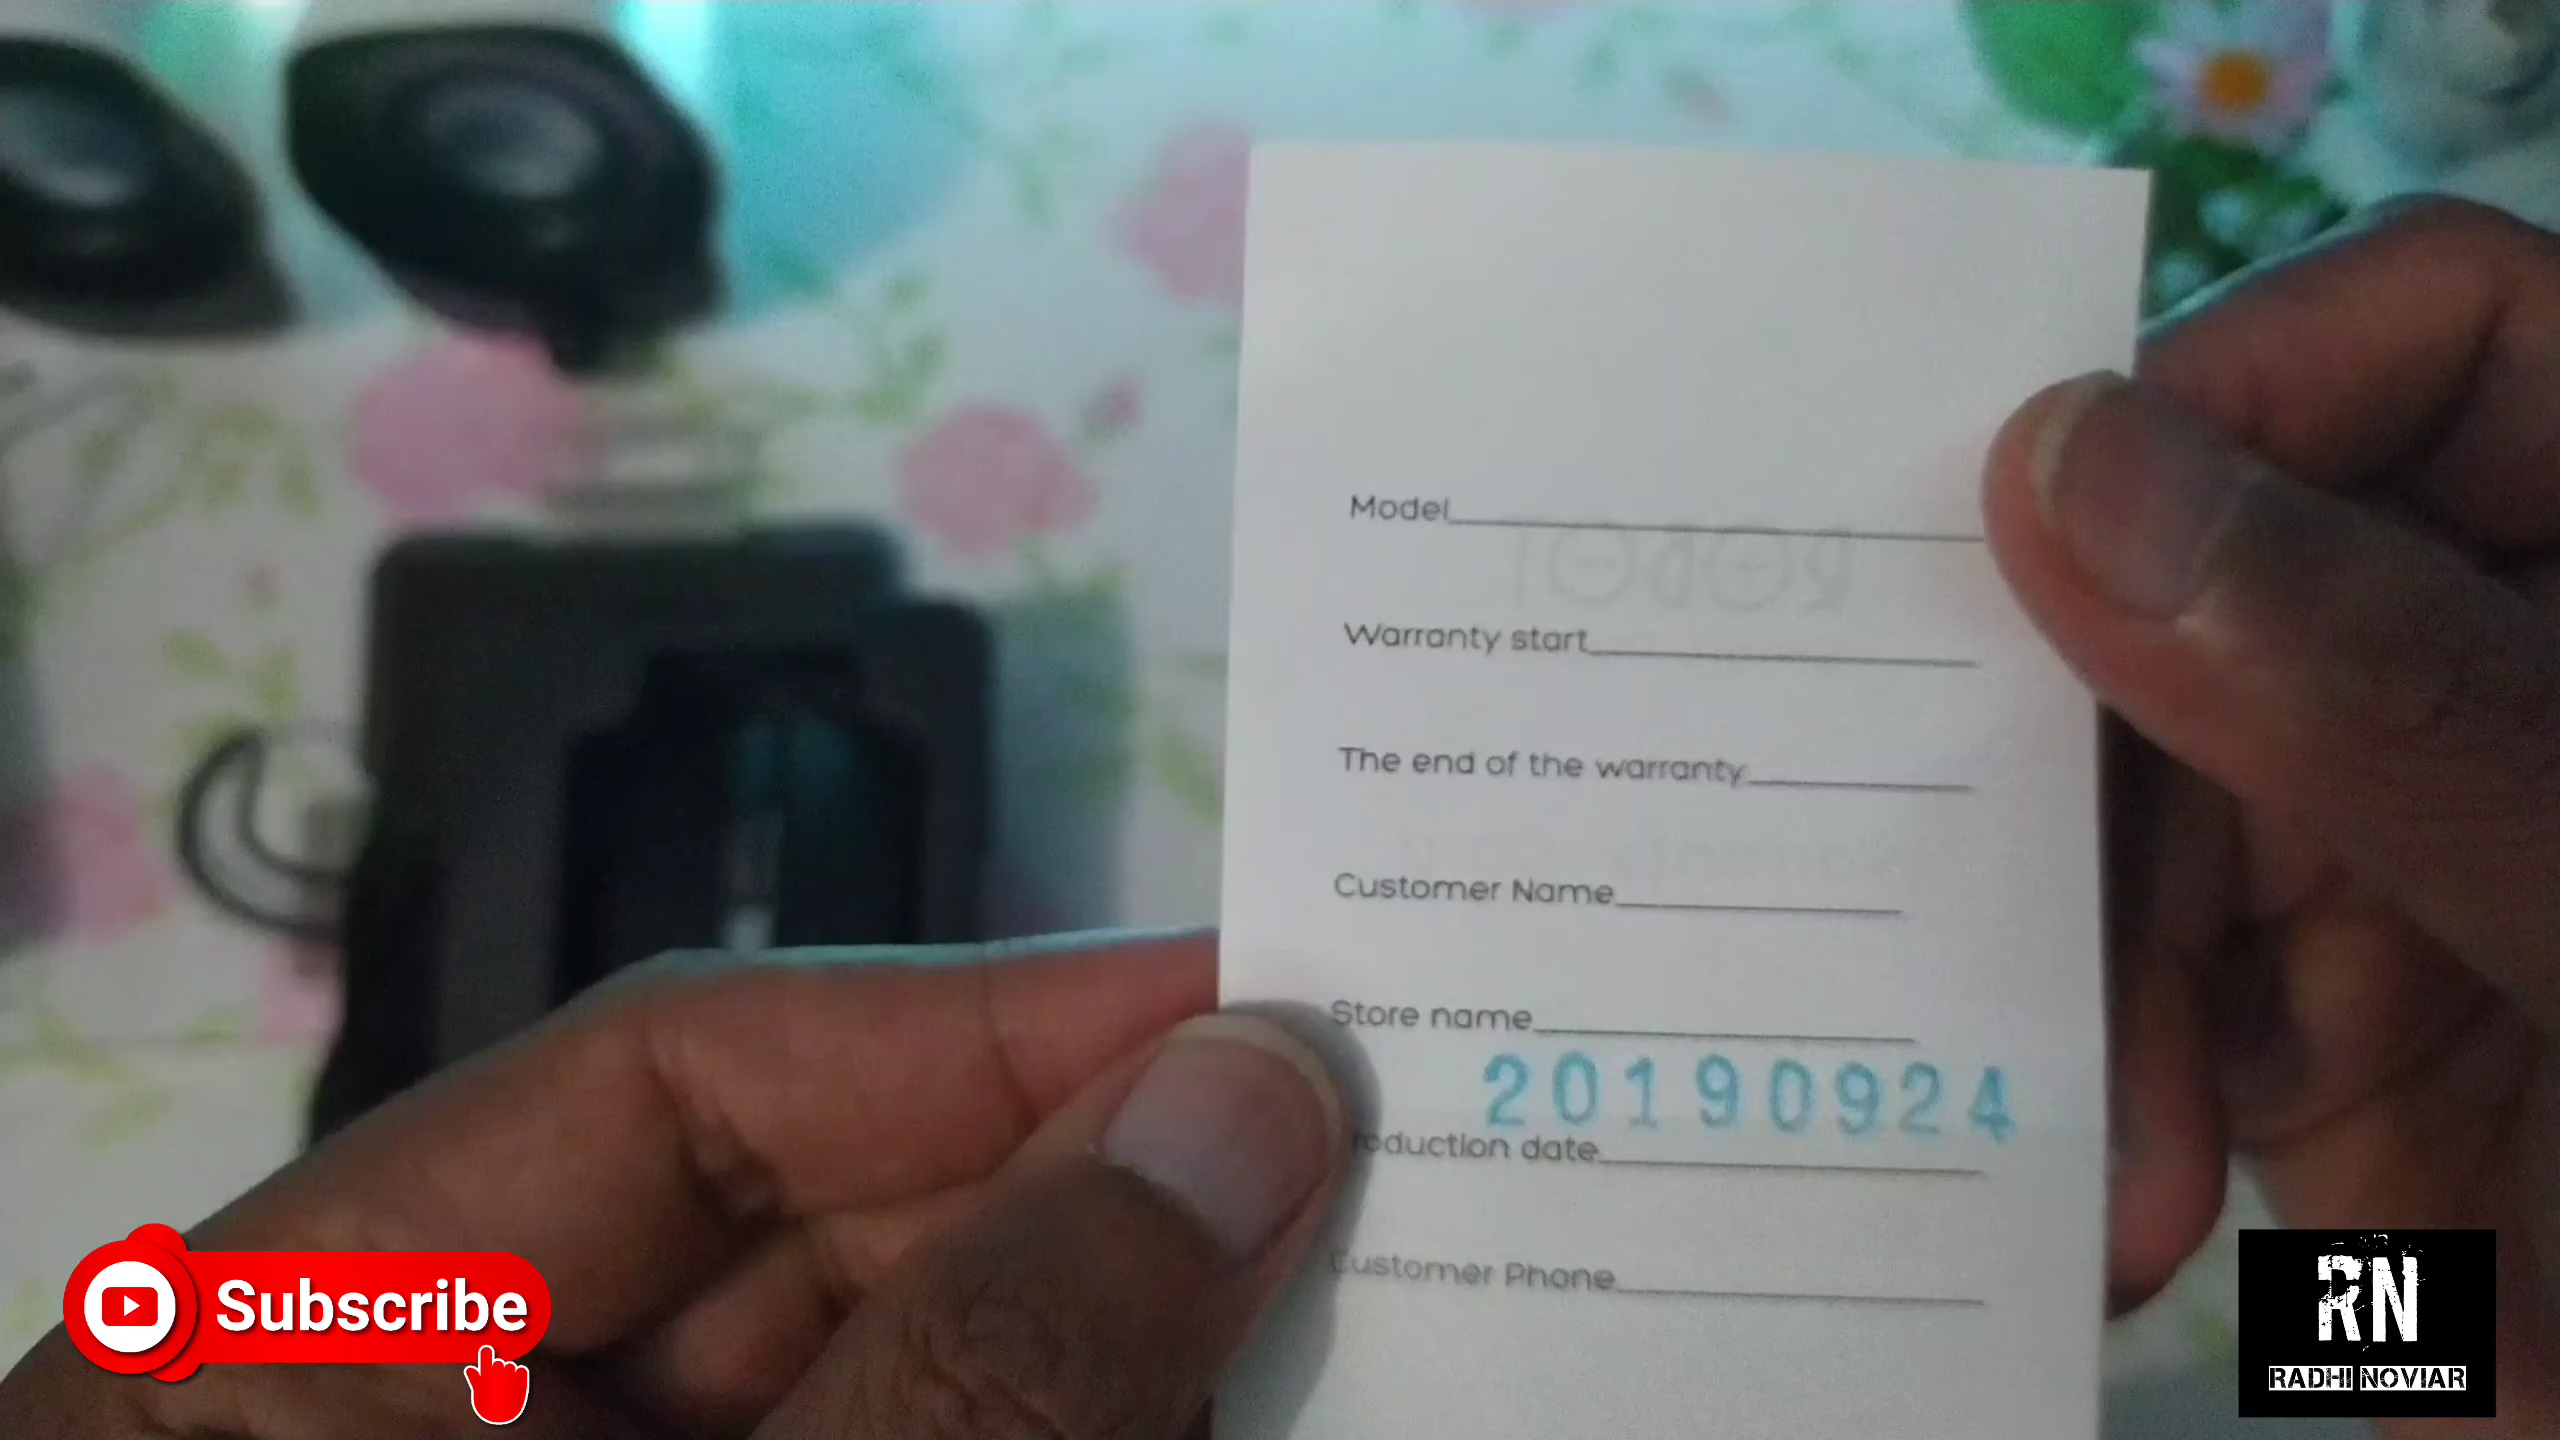 Model
Warranty start
The end of the warranty
Customer Name
Store name
20190924
roduction date
ustomer Phone
Subscribe
RN
RADHI NOVIAR